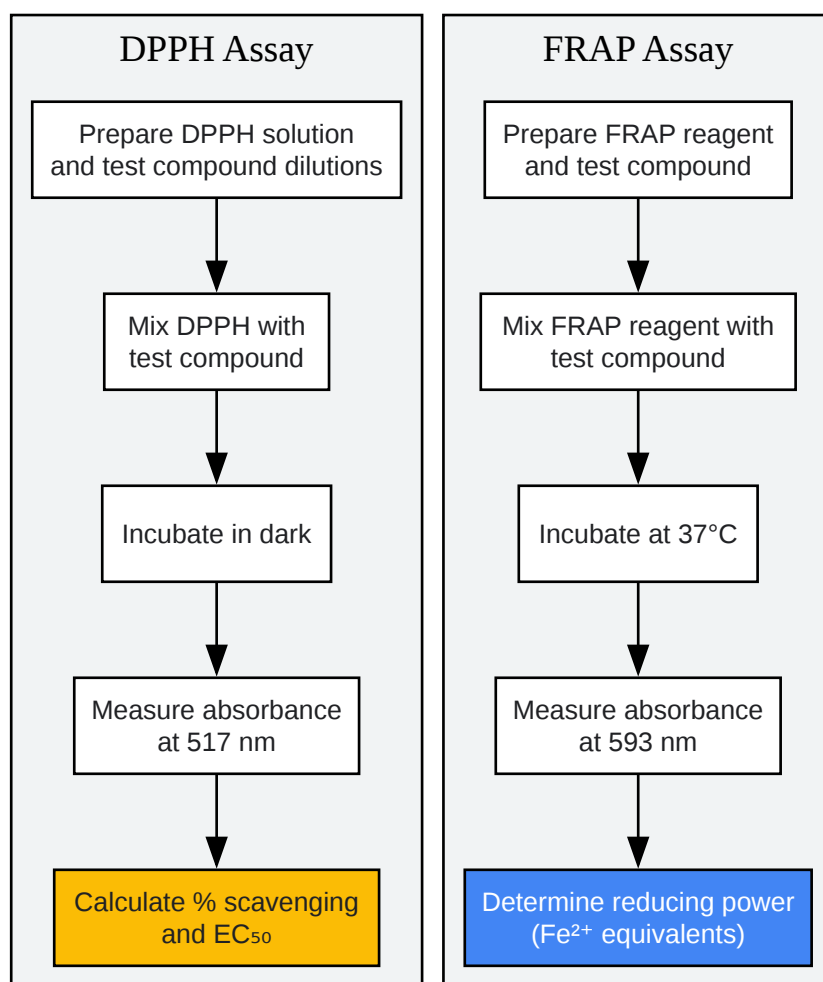 DPPH Assay
Prepare DPPH solution
and test compound dilutions
Mix DPPH with
test compound
Incubate in dark
Measure absorbance
at 517 nm
Calculate % scavenging
and EC₅₀
FRAP Assay
Prepare FRAP reagent
and test compound
Mix FRAP reagent with
test compound
Incubate at 37°C
Measure absorbance
at 593 nm
Determine reducing power
(Fe²⁺ equivalents)